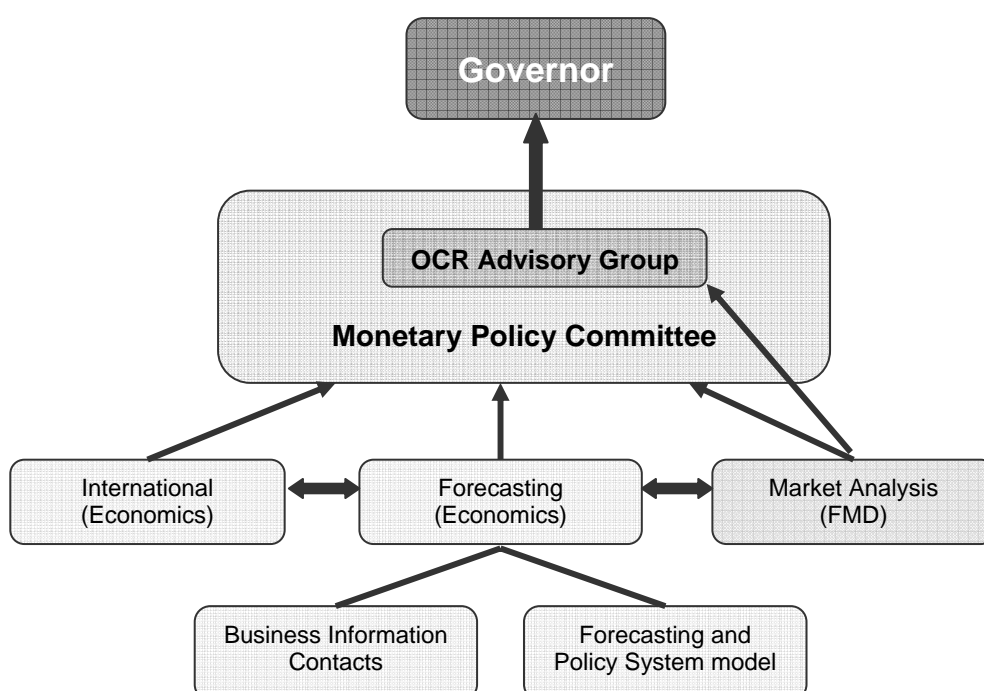 Governor
OCR Advisory Group
Monetary Policy Committee
International
(Economics)
Forecasting
(Economics)
Market Analysis
(FMD)
Business Information
Contacts
Forecasting and
Policy System model